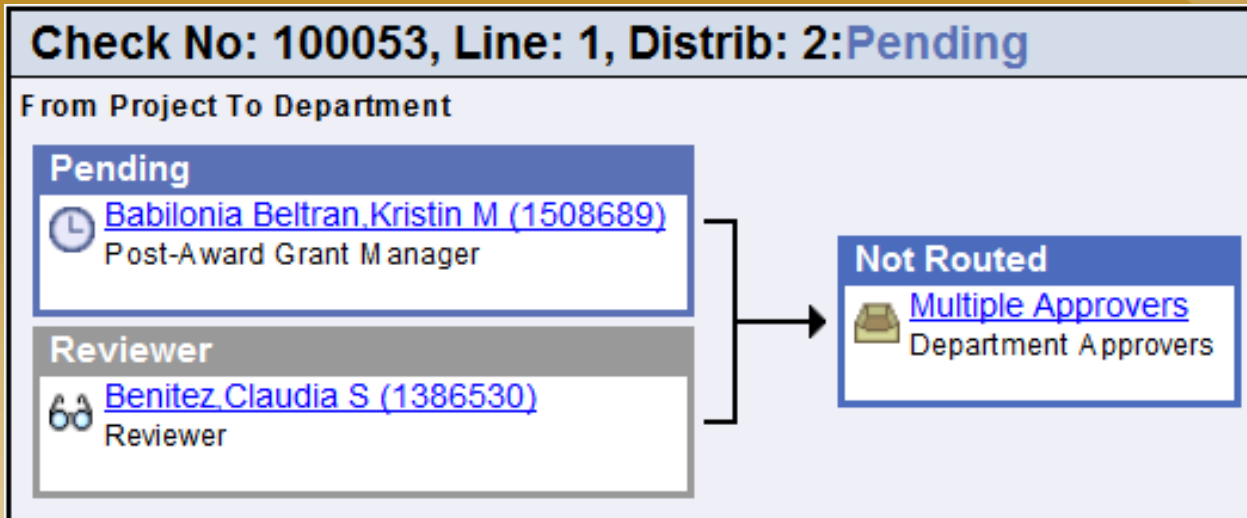 Check No: 100053, Line: 1, Distrib: 2:Pending
From Project To Department
Pending
Babilonia Beltran,Kristin M (1508689)
Post-Award Grant Manager
Reviewer
Benitez,Claudia S (1386530)
Reviewer
Not Routed
Multiple Approvers
Department Approvers